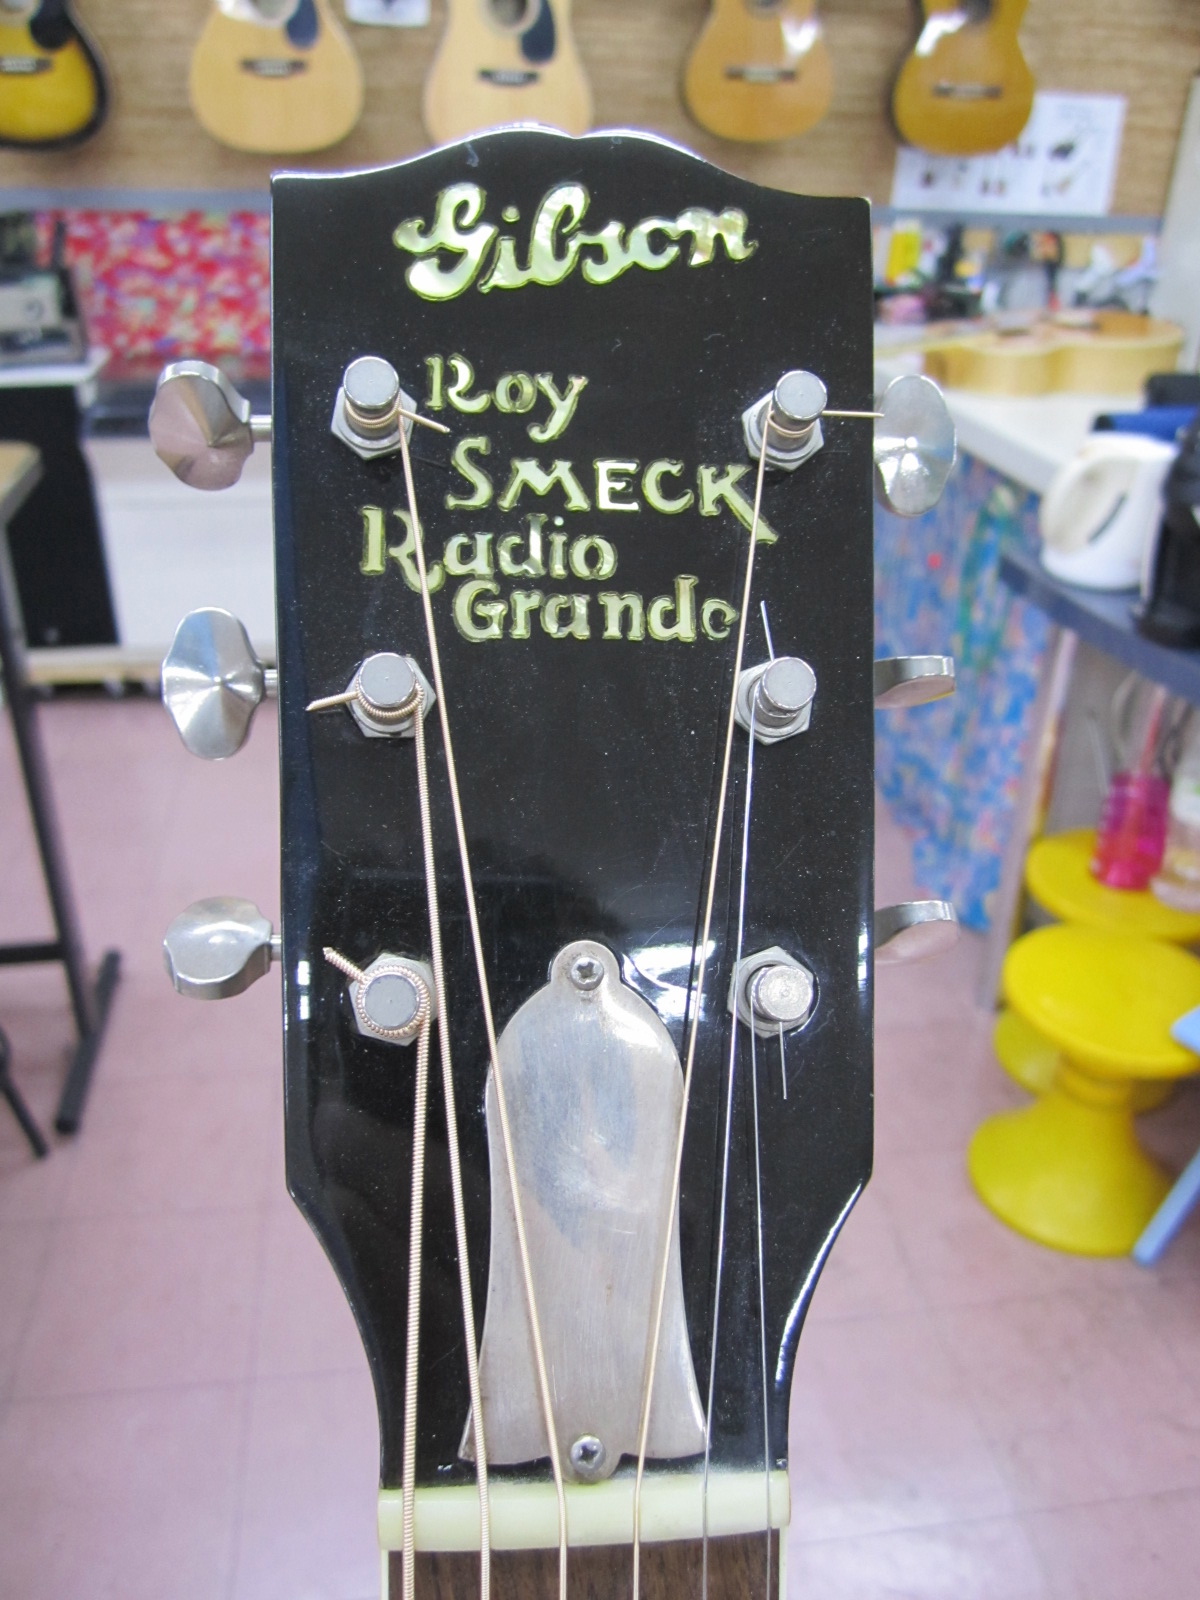 Gibson
Roy
SMECK
Radio
Grande